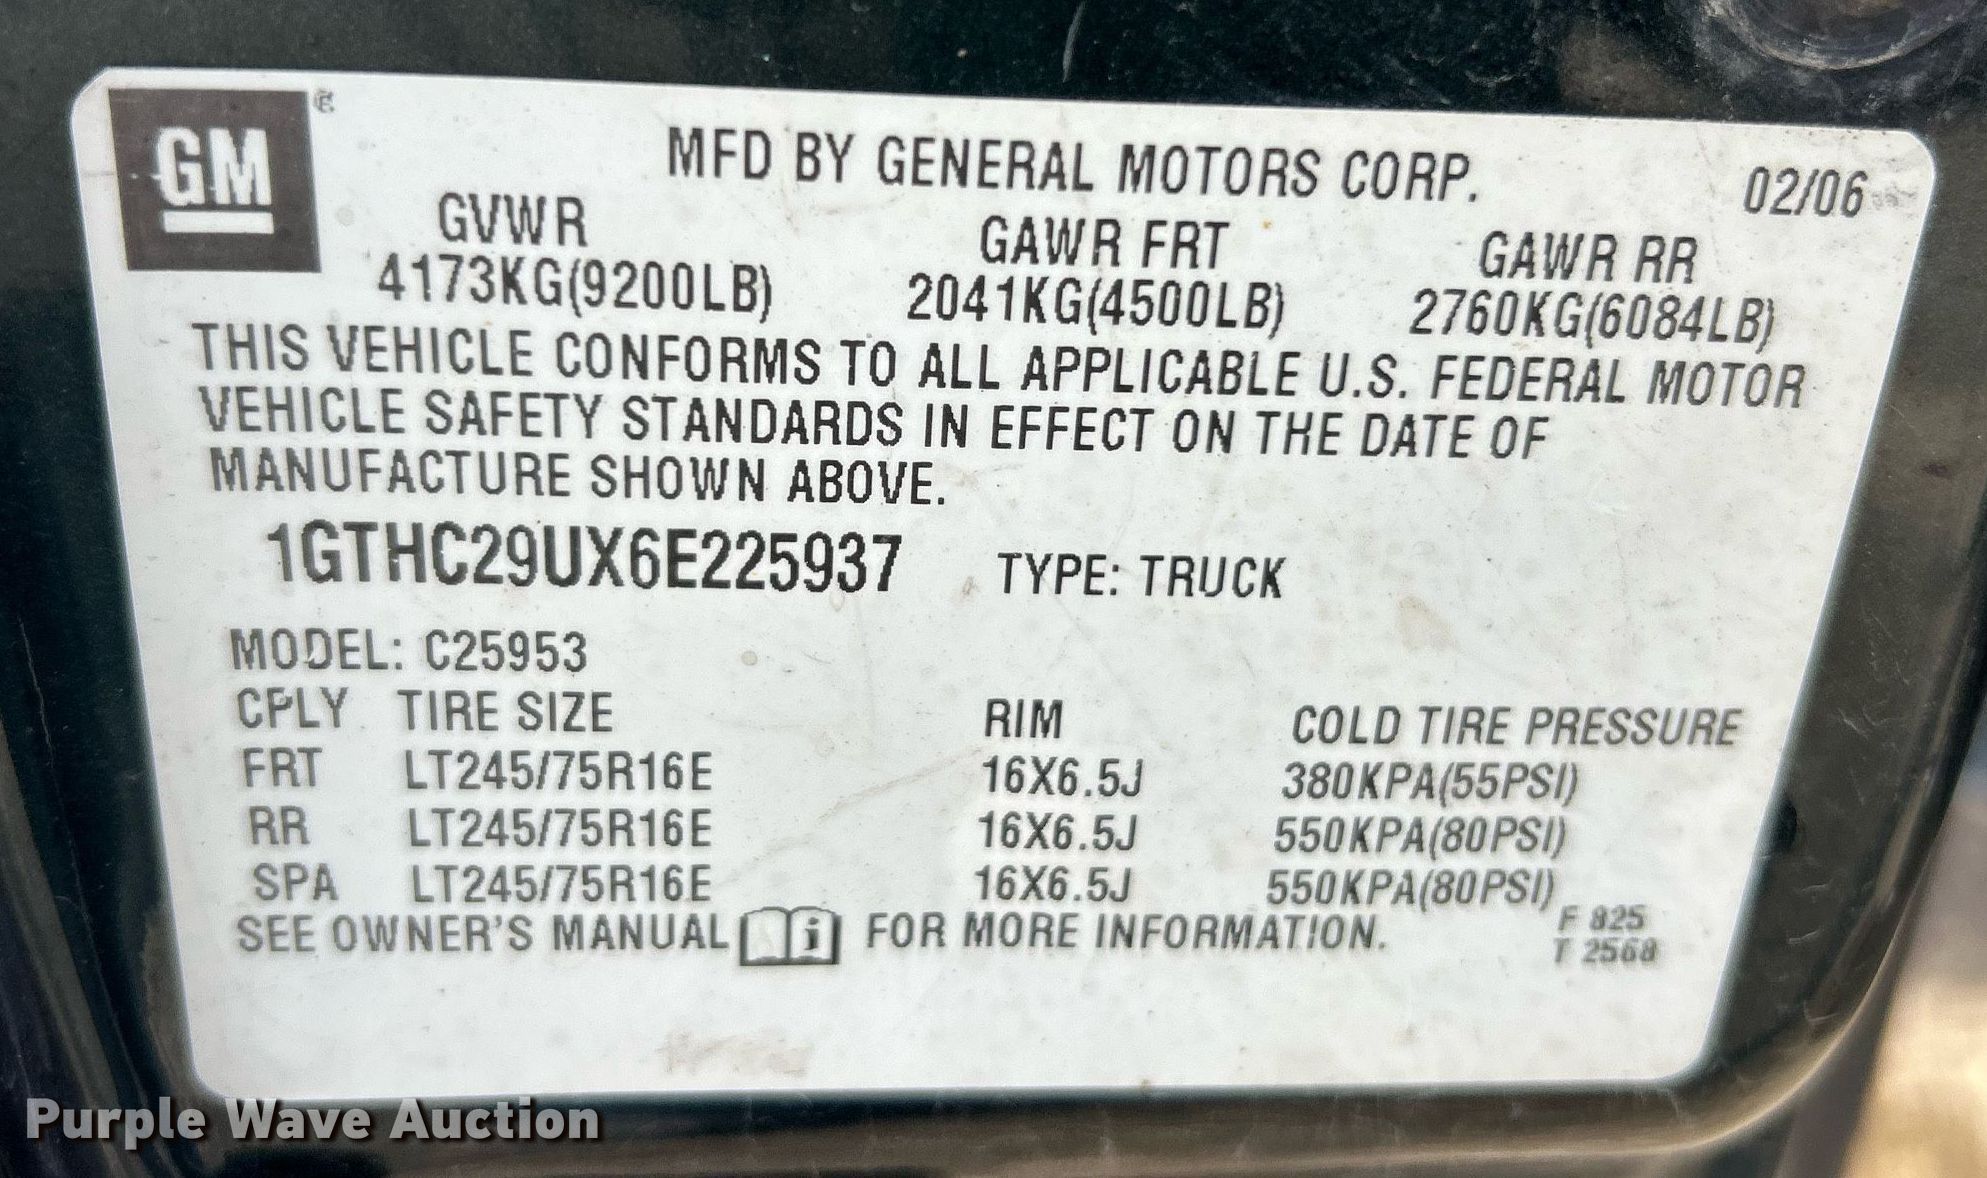 GM
MFD BY GENERAL MOTORS CORP. 02/06
GVWR GAWR FRT GAWR RR
4173KG(9200LB) 2041KG(4500LB) 2760KG(6084LB)
THIS VEHICLE CONFORMS TO ALL APPLICABLE U.S. FEDERAL MOTOR
VEHICLE SAFETY STANDARDS IN EFFECT ON THE DATE OF
MANUFACTURE SHOWN ABOVE.
1GTHC29UX6E225937 TYPE: TRUCK
MODEL: C25953
CPLY TIRE SIZE RIM COLD TIRE PRESSURE
FRT LT245/75R16E 16X6.5J 380KPA(55PSI)
RR LT245/75R16E 16X6.5J 550KPA(80PSI)
SPA LT245/75R16E 16X6.5J 550KPA(80PSI)
SEE OWNER'S MANUAL i FOR MORE INFORMATION.
F 825
T 2568
Purple Wave Auction